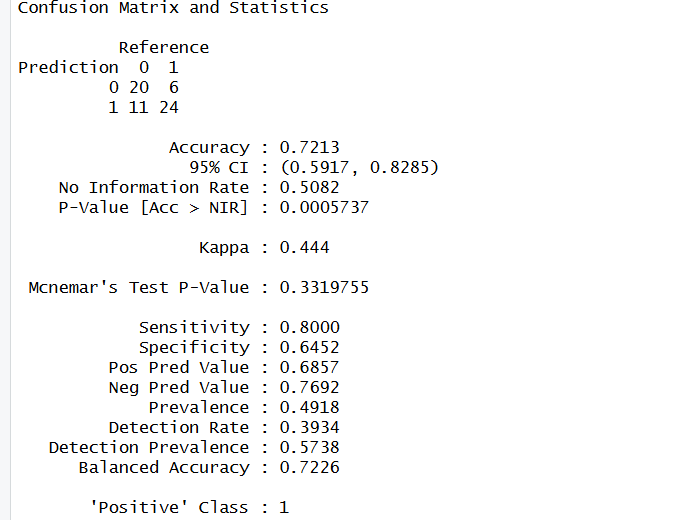 Confusion Matrix and Statistics
Reference
Prediction 0 1
0 20 6
1 11 24
Accuracy : 0.7213
95% CI : (0.5917, 0.8285)
No Information Rate : 0.5082
P-Value [Acc > NIR] : 0.0005737
Kappa : 0.444
Mcnemar's Test P-Value : 0.3319755
Sensitivity : 0.8000
Specificity : 0.6452
Pos Pred Value : 0.6857
Neg Pred Value : 0.7692
Prevalence : 0.4918
Detection Rate : 0.3934
Detection Prevalence : 0.5738
Balanced Accuracy : 0.7226
'Positive' Class : 1